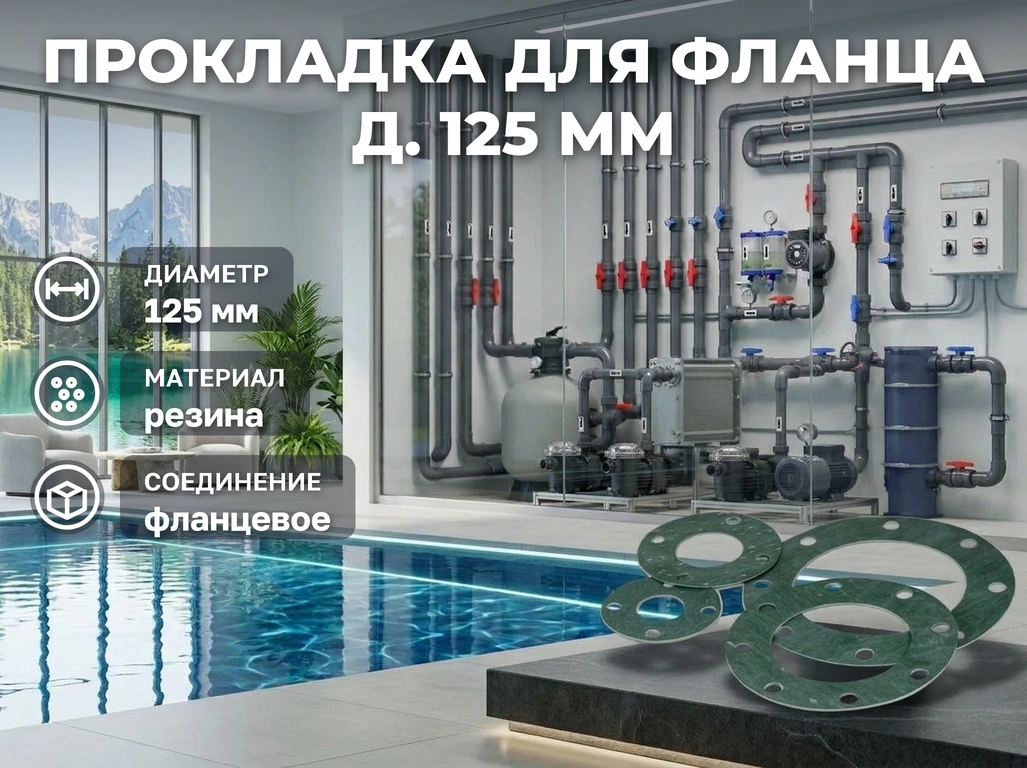 ПРОКЛАДКА ДЛЯ ФЛАНЦА
Д. 125 ММ
ДИАМЕТР
125 мм
МАТЕРИАЛ
резина
СОЕДИНЕНИЕ
фланцевое